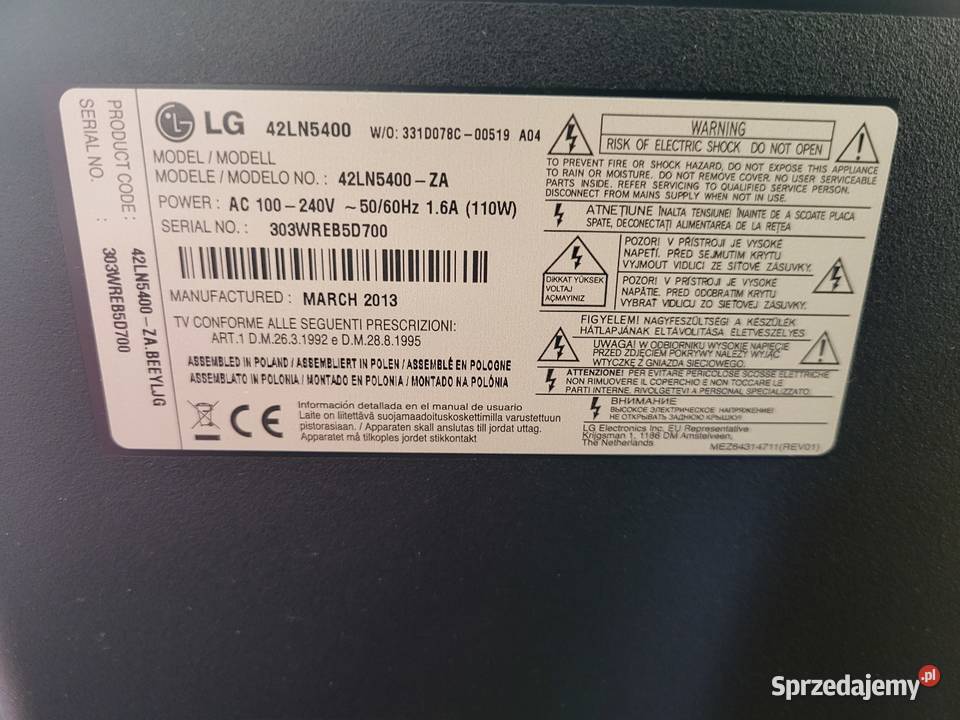 PRODUCT CODE : 42LN5400-ZA.BEEYLJG
SERIAL NO. : 303WREB5D700
LG 42LN5400 W/O: 331D078C-00519 A04
MODEL / MODELL
MODELE / MODELO NO. : 42LN5400-ZA
POWER : AC 100-240V ~50/60Hz 1.6A (110W)
SERIAL NO. : 303WREB5D700
MANUFACTURED : MARCH 2013
TV CONFORME ALLE SEGUENTI PRESCRIZIONI:
ART.1 D.M.26.3.1992 e D.M.28.8.1995
ASSEMBLED IN POLAND / ASSEMBLIERT IN POLEN / ASSEMBLÉ EN POLOGNE
ASSEMBLATO IN POLONIA / MONTADO EN POLONIA / MONTADO NA POLÓNIA
CE
Información detallada en el manual de usuario
Laite on liitettävä suojamaadoituskoskettimilla varustettuun
pistorasiaan. / Apparaten skall anslutas till jordat uttag.
Apparatet må tilkoples jordet stikkontakt
WARNING
RISK OF ELECTRIC SHOCK DO NOT OPEN
TO PREVENT FIRE OR SHOCK HAZARD, DO NOT EXPOSE THIS APPLIANCE
TO RAIN OR MOISTURE. DO NOT REMOVE COVER. NO USER SERVICEABLE
PARTS INSIDE. REFER SERVICING TO QUALIFIED SERVICE PERSON.
DISCONNECT FROM MAINS SUPPLY WHEN NOT IN USE.
ATNEŢIUNE ÎNALTA TENSIUNE! ÎNAINTE DE A SCOATE PLACA
SPATE, DECONECTAŢI ALIMENTAREA DE LA REŢEA
DIKKAT YÜKSEK
VOLTAJ
AÇMAYINIZ
POZOR! V PŘÍSTROJI JE VYSOKÉ
NAPETÍ. PŘED SEJMUTIM KRYTU
VYJMOUT VIDLICI ZE SÍTOVÉ ZÁSUVKY.
POZOR! V PRÍSTROJI JE VYSOKÉ
NAPÄTIE. PRED ODOBRATIM KRYTU
VYBRAT VIDLICU ZO SIETOVEJ ZASUVKY.
FIGYELEM! NAGYFESZÜLTSÉG! A KÉSZÜLÉK
HÁTLAPJÁNAK ELTÁVOLÍTÁSA ÉLETVESZÉLYES
UWAGA! W ODBIORNIKU WYSOKIE NAPIĘCIE
PRZED ZDJĘCIEM POKRYWY NALEŻY WYJĄĆ
WTYCZKĘ Z GNIAZDA SIECIOWEGO.
ATTENZIONE! PER EVITARE PERICOLOSE SCOSSE ELETTRICHE
NON RIMUOVERE IL COPERCHIO E NON TOCCARE LE
PARTI INTERNE. RIVOLGETEVI A PERSONAL SPECIALIZZATO.
ВНИМАНИЕ
ВЫСОКОЕ ЭЛЕКТРИЧЕСКОЕ НАПРЯЖЕНИЕ!
НЕ ОТКРЫВАТЬ ЗАДНЮЮ КРЫШКУ!
LG Electronics Inc. EU Representative
Krijgsman 1, 1186 DM Amstelveen,
The Netherlands
MEZ64314711(REV01)
Sprzedajemy.pl